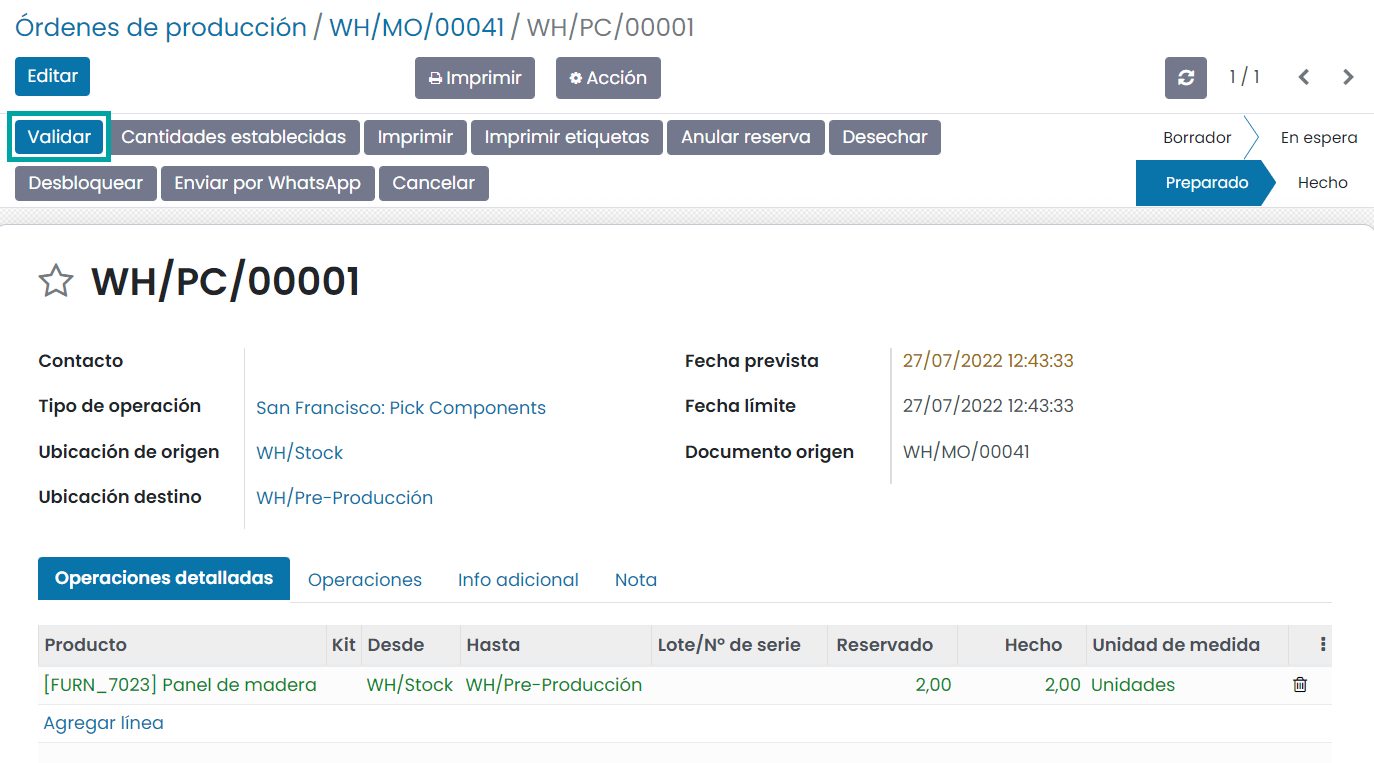 Órdenes de producción / WH/MO/00041 / WH/PC/00001
Editar Imprimir Acción 1 / 1
Validar Cantidades establecidas Imprimir Imprimir etiquetas Anular reserva Desechar Borrador En espera
Desbloquear Enviar por WhatsApp Cancelar Preparado Hecho
WH/PC/00001
Contacto Fecha prevista 27/07/2022 12:43:33
Tipo de operación San Francisco: Pick Components Fecha límite 27/07/2022 12:43:33
Ubicación de origen WH/Stock Documento origen WH/MO/00041
Ubicación destino WH/Pre-Producción
Operaciones detalladas Operaciones Info adicional Nota
Producto Kit Desde Hasta Lote/Nº de serie Reservado Hecho Unidad de medida
[FURN_7023] Panel de madera WH/Stock WH/Pre-Producción 2,00 2,00 Unidades
Agregar línea